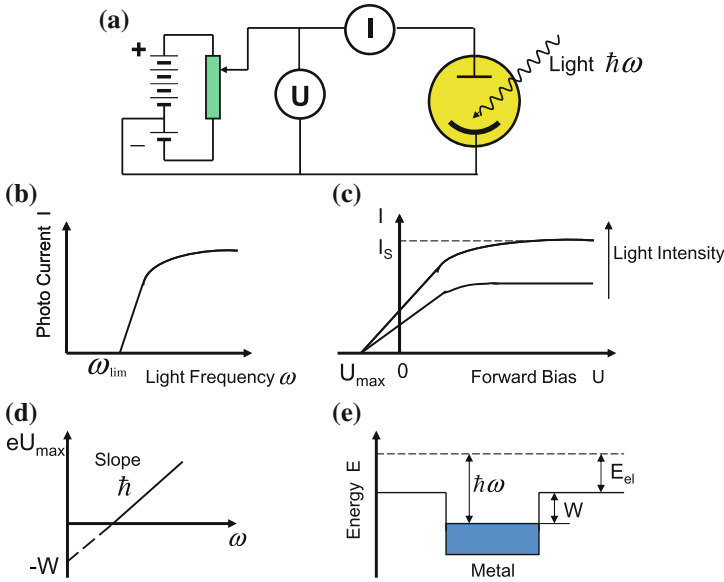 (a)
+
−
I
U
Light ℏω
(b)
Photo Current I
ω_lim
Light Frequency ω
(c)
I
I_S
Light Intensity
U_max 0 Forward Bias U
(d)
eU_max
Slope
ℏ
ω
-W
(e)
Energy E
ℏω
E_el
W
Metal